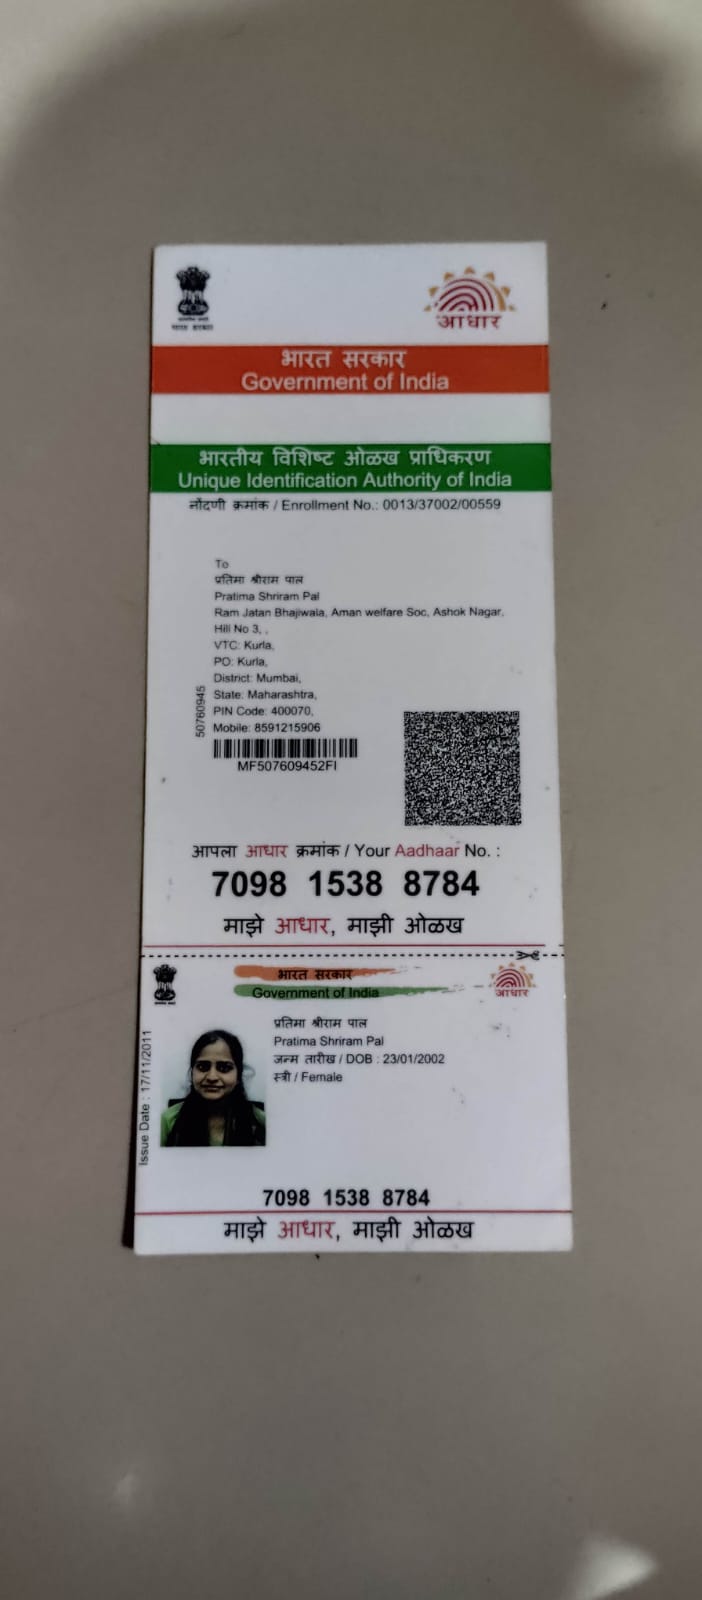 भारत सरकार
आधार
भारत सरकार
Government of India
भारतीय विशिष्ट ओळख प्राधिकरण
Unique Identification Authority of India
नोंदणी क्रमांक / Enrollment No.: 0013/37002/00559
To
प्रतिमा श्रीराम पाल
Pratima Shriram Pal
Ram Jatan Bhajiwala, Aman welfare Soc, Ashok Nagar,
Hill No 3, ,
VTC: Kurla,
PO: Kurla,
District: Mumbai,
State: Maharashtra,
PIN Code: 400070,
Mobile: 8591215906
50760945
MF507609452FI
आपला आधार क्रमांक / Your Aadhaar No. :
7098 1538 8784
माझे आधार, माझी ओळख
भारत सरकार
Government of India
आधार
प्रतिमा श्रीराम पाल
Pratima Shriram Pal
जन्म तारीख / DOB : 23/01/2002
स्त्री / Female
Issue Date : 17/11/2011
7098 1538 8784
माझे आधार, माझी ओळख